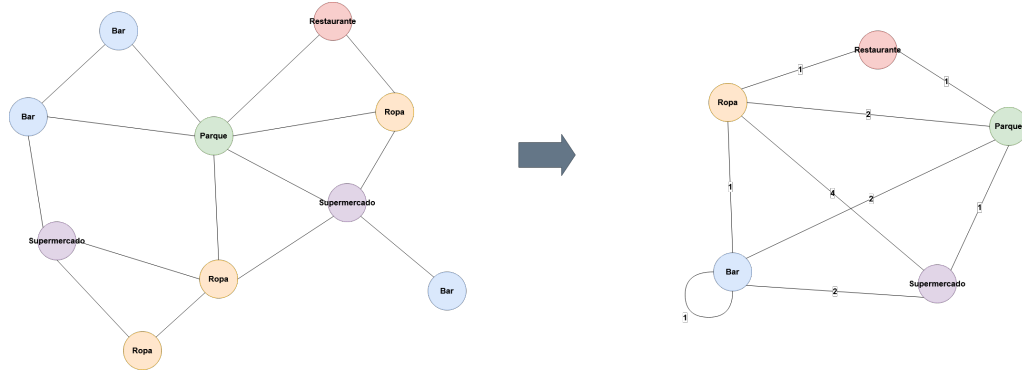 Bar
Restaurante
Bar
Ropa
Parque
Supermercado
Supermercado
Ropa
Bar
Ropa
Restaurante
1
1
Ropa
2
Parque
1
4
2
1
Bar
Supermercado
2
1